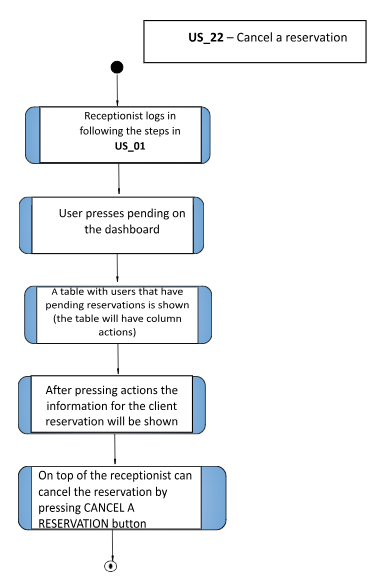 US_22 – Cancel a reservation
Receptionist logs in
following the steps in
US_01
User presses pending on
the dashboard
A table with users that have
pending reservations is shown
(the table will have column
actions)
After pressing actions the
information for the client
reservation will be shown
On top of the receptionist can
cancel the reservation by
pressing CANCEL A
RESERVATION button